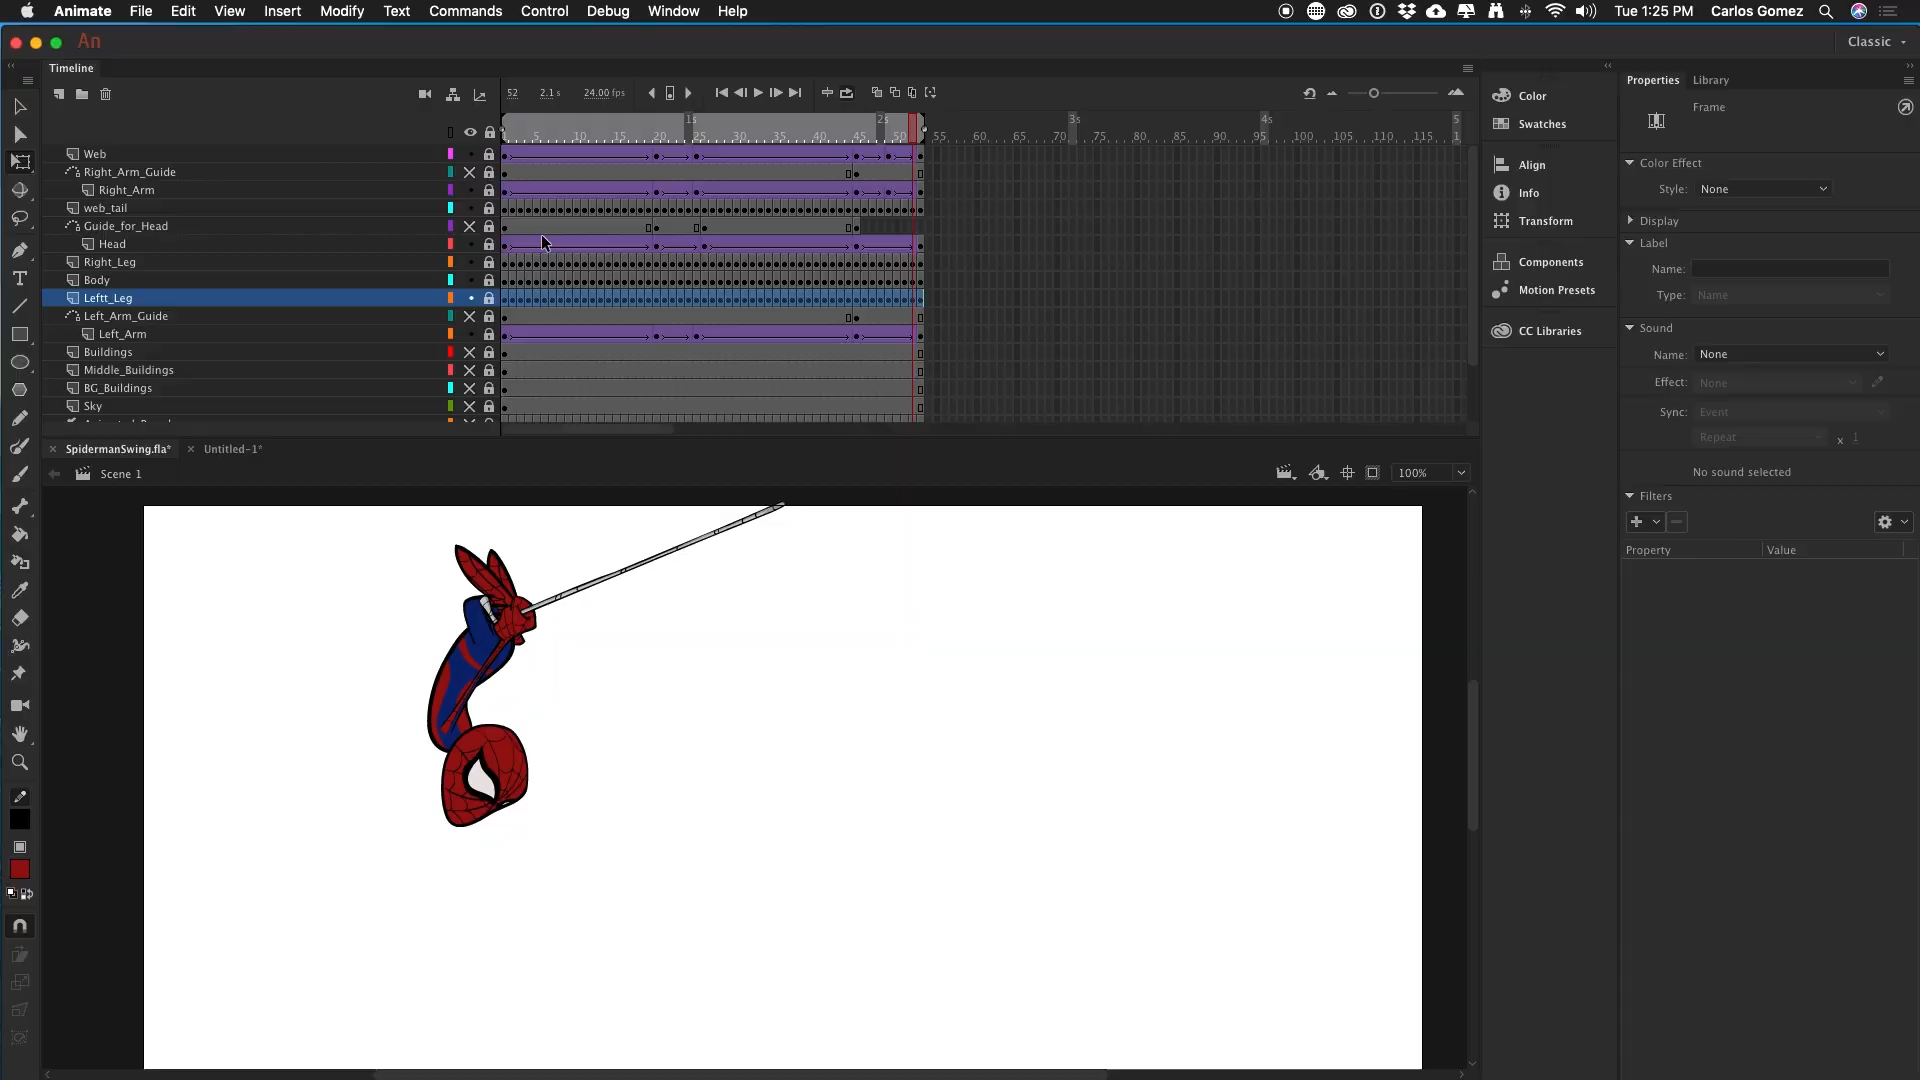 Animate File Edit View Insert Modify Text Commands Control Debug Window Help Tue 1:25 PM Carlos Gomez
An Classic
Timeline
52 2.1 s 24.00 fps
1s 2s 3s 4s 5
5 10 15 20 25 30 35 40 45 50 55 60 65 70 75 80 85 90 95 100 105 110 115 1
Web
Right_Arm_Guide
Right_Arm
web_tail
Guide_for_Head
Head
Right_Leg
Body
Leftt_Leg
Left_Arm_Guide
Left_Arm
Buildings
Middle_Buildings
BG_Buildings
Sky
SpidermanSwing.fla* Untitled-1*
Scene 1 100%
Color
Swatches
Align
Info
Transform
Components
Motion Presets
CC Libraries
Properties Library
Frame
Color Effect
Style: None
Display
Label
Name:
Type: Name
Sound
Name: None
Effect: None
Sync: Event
Repeat x 1
No sound selected
Filters
Property Value